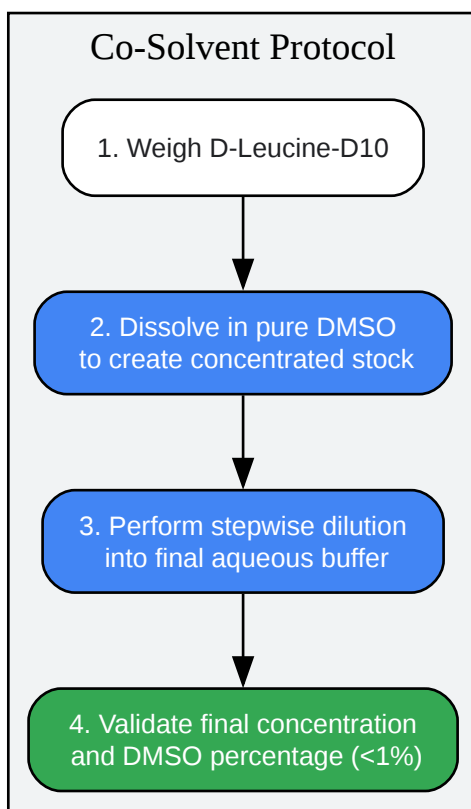 Co-Solvent Protocol
1. Weigh D-Leucine-D10
2. Dissolve in pure DMSO
to create concentrated stock
3. Perform stepwise dilution
into final aqueous buffer
4. Validate final concentration
and DMSO percentage (<1%)